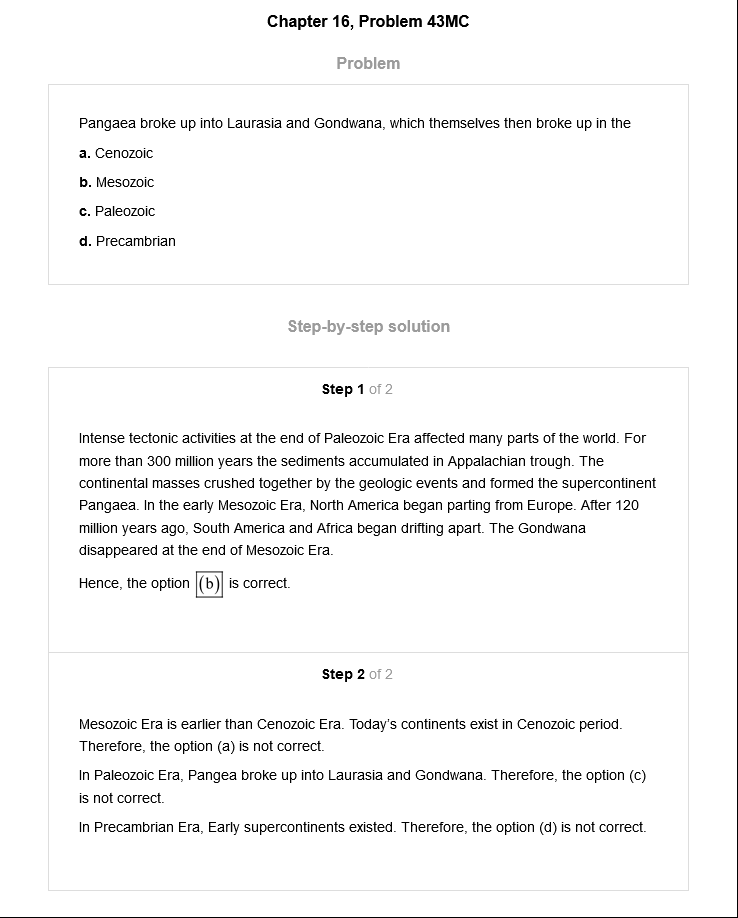 Chapter 16, Problem 43MC
Problem
Pangaea broke up into Laurasia and Gondwana, which themselves then broke up in the
a. Cenozoic
b. Mesozoic
c. Paleozoic
d. Precambrian
Step-by-step solution
Step 1 of 2
Intense tectonic activities at the end of Paleozoic Era affected many parts of the world. For
more than 300 million years the sediments accumulated in Appalachian trough. The
continental masses crushed together by the geologic events and formed the supercontinent
Pangaea. In the early Mesozoic Era, North America began parting from Europe. After 120
million years ago, South America and Africa began drifting apart. The Gondwana
disappeared at the end of Mesozoic Era.
Hence, the option (b) is correct.
Step 2 of 2
Mesozoic Era is earlier than Cenozoic Era. Today's continents exist in Cenozoic period.
Therefore, the option (a) is not correct.
In Paleozoic Era, Pangea broke up into Laurasia and Gondwana. Therefore, the option (c)
is not correct.
In Precambrian Era, Early supercontinents existed. Therefore, the option (d) is not correct.